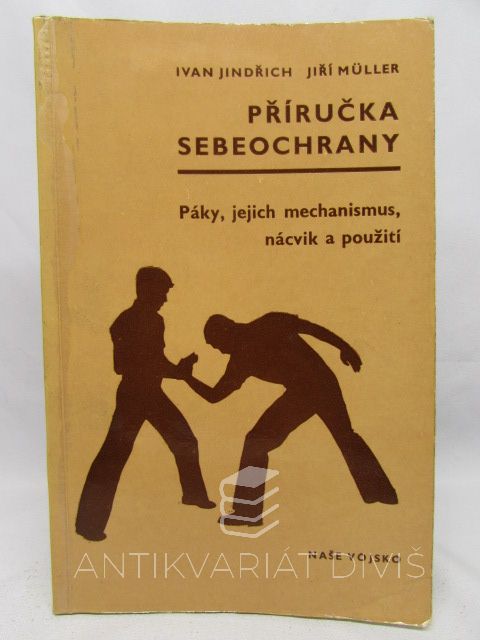 IVAN JINDŘICH JIŘÍ MÜLLER
PŘÍRUČKA
SEBEOCHRANY
Páky, jejich mechanismus,
nácvik a použití
NAŠE VOJSKO
ANTIKVARIÁT DIVIŠ